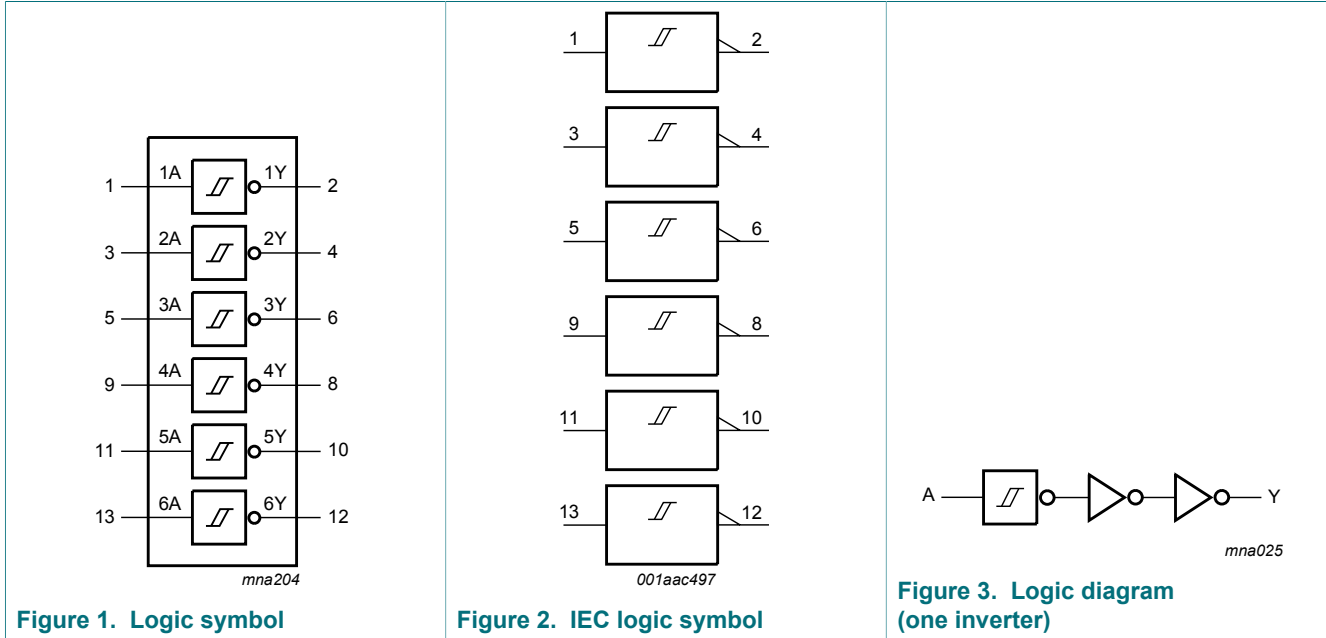 1 1A 1Y 2
3 2A 2Y 4
5 3A 3Y 6
9 4A 4Y 8
11 5A 5Y 10
13 6A 6Y 12
mna204
Figure 1. Logic symbol
1 2
3 4
5 6
9 8
11 10
13 12
001aac497
Figure 2. IEC logic symbol
A Y
mna025
Figure 3. Logic diagram
(one inverter)